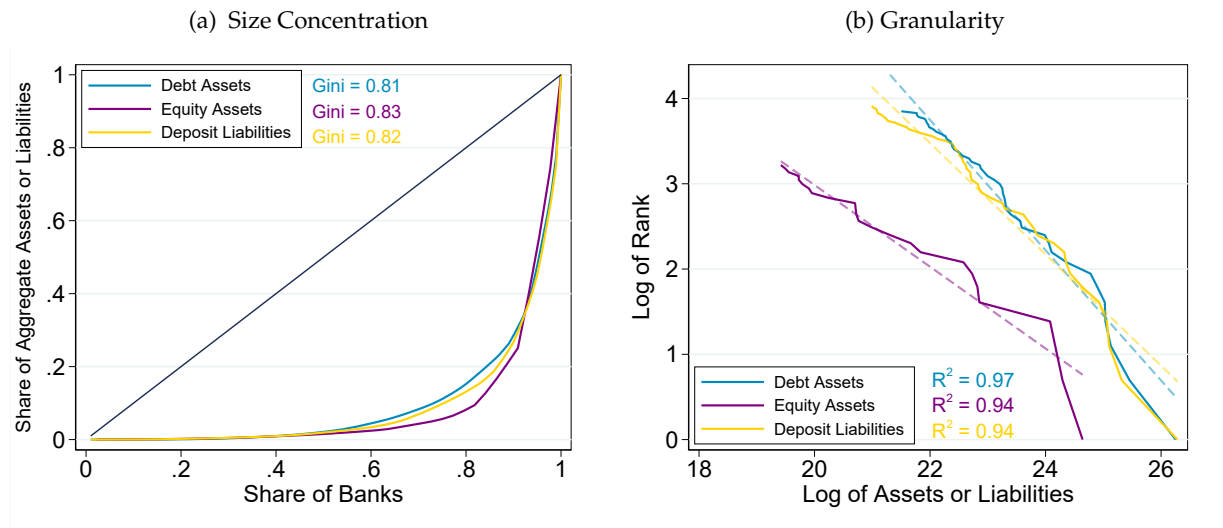 (a) Size Concentration
Share of Aggregate Assets or Liabilities
1
.8
.6
.4
.2
0
Debt Assets
Equity Assets
Deposit Liabilities
Gini = 0.81
Gini = 0.83
Gini = 0.82
0
.2
.4
.6
.8
1
Share of Banks
(b) Granularity
Log of Rank
4
3
2
1
0
Debt Assets
Equity Assets
Deposit Liabilities
R² = 0.97
R² = 0.94
R² = 0.94
18
20
22
24
26
Log of Assets or Liabilities